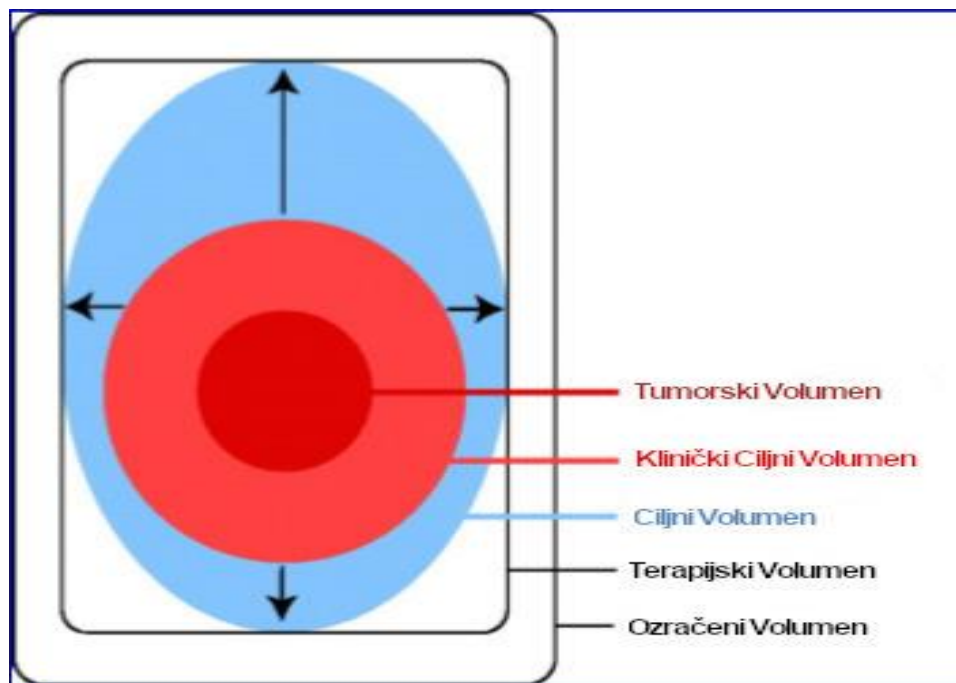 Tumorski Volumen
Klinički Ciljni Volumen
Ciljni Volumen
Terapijski Volumen
Ozračeni Volumen